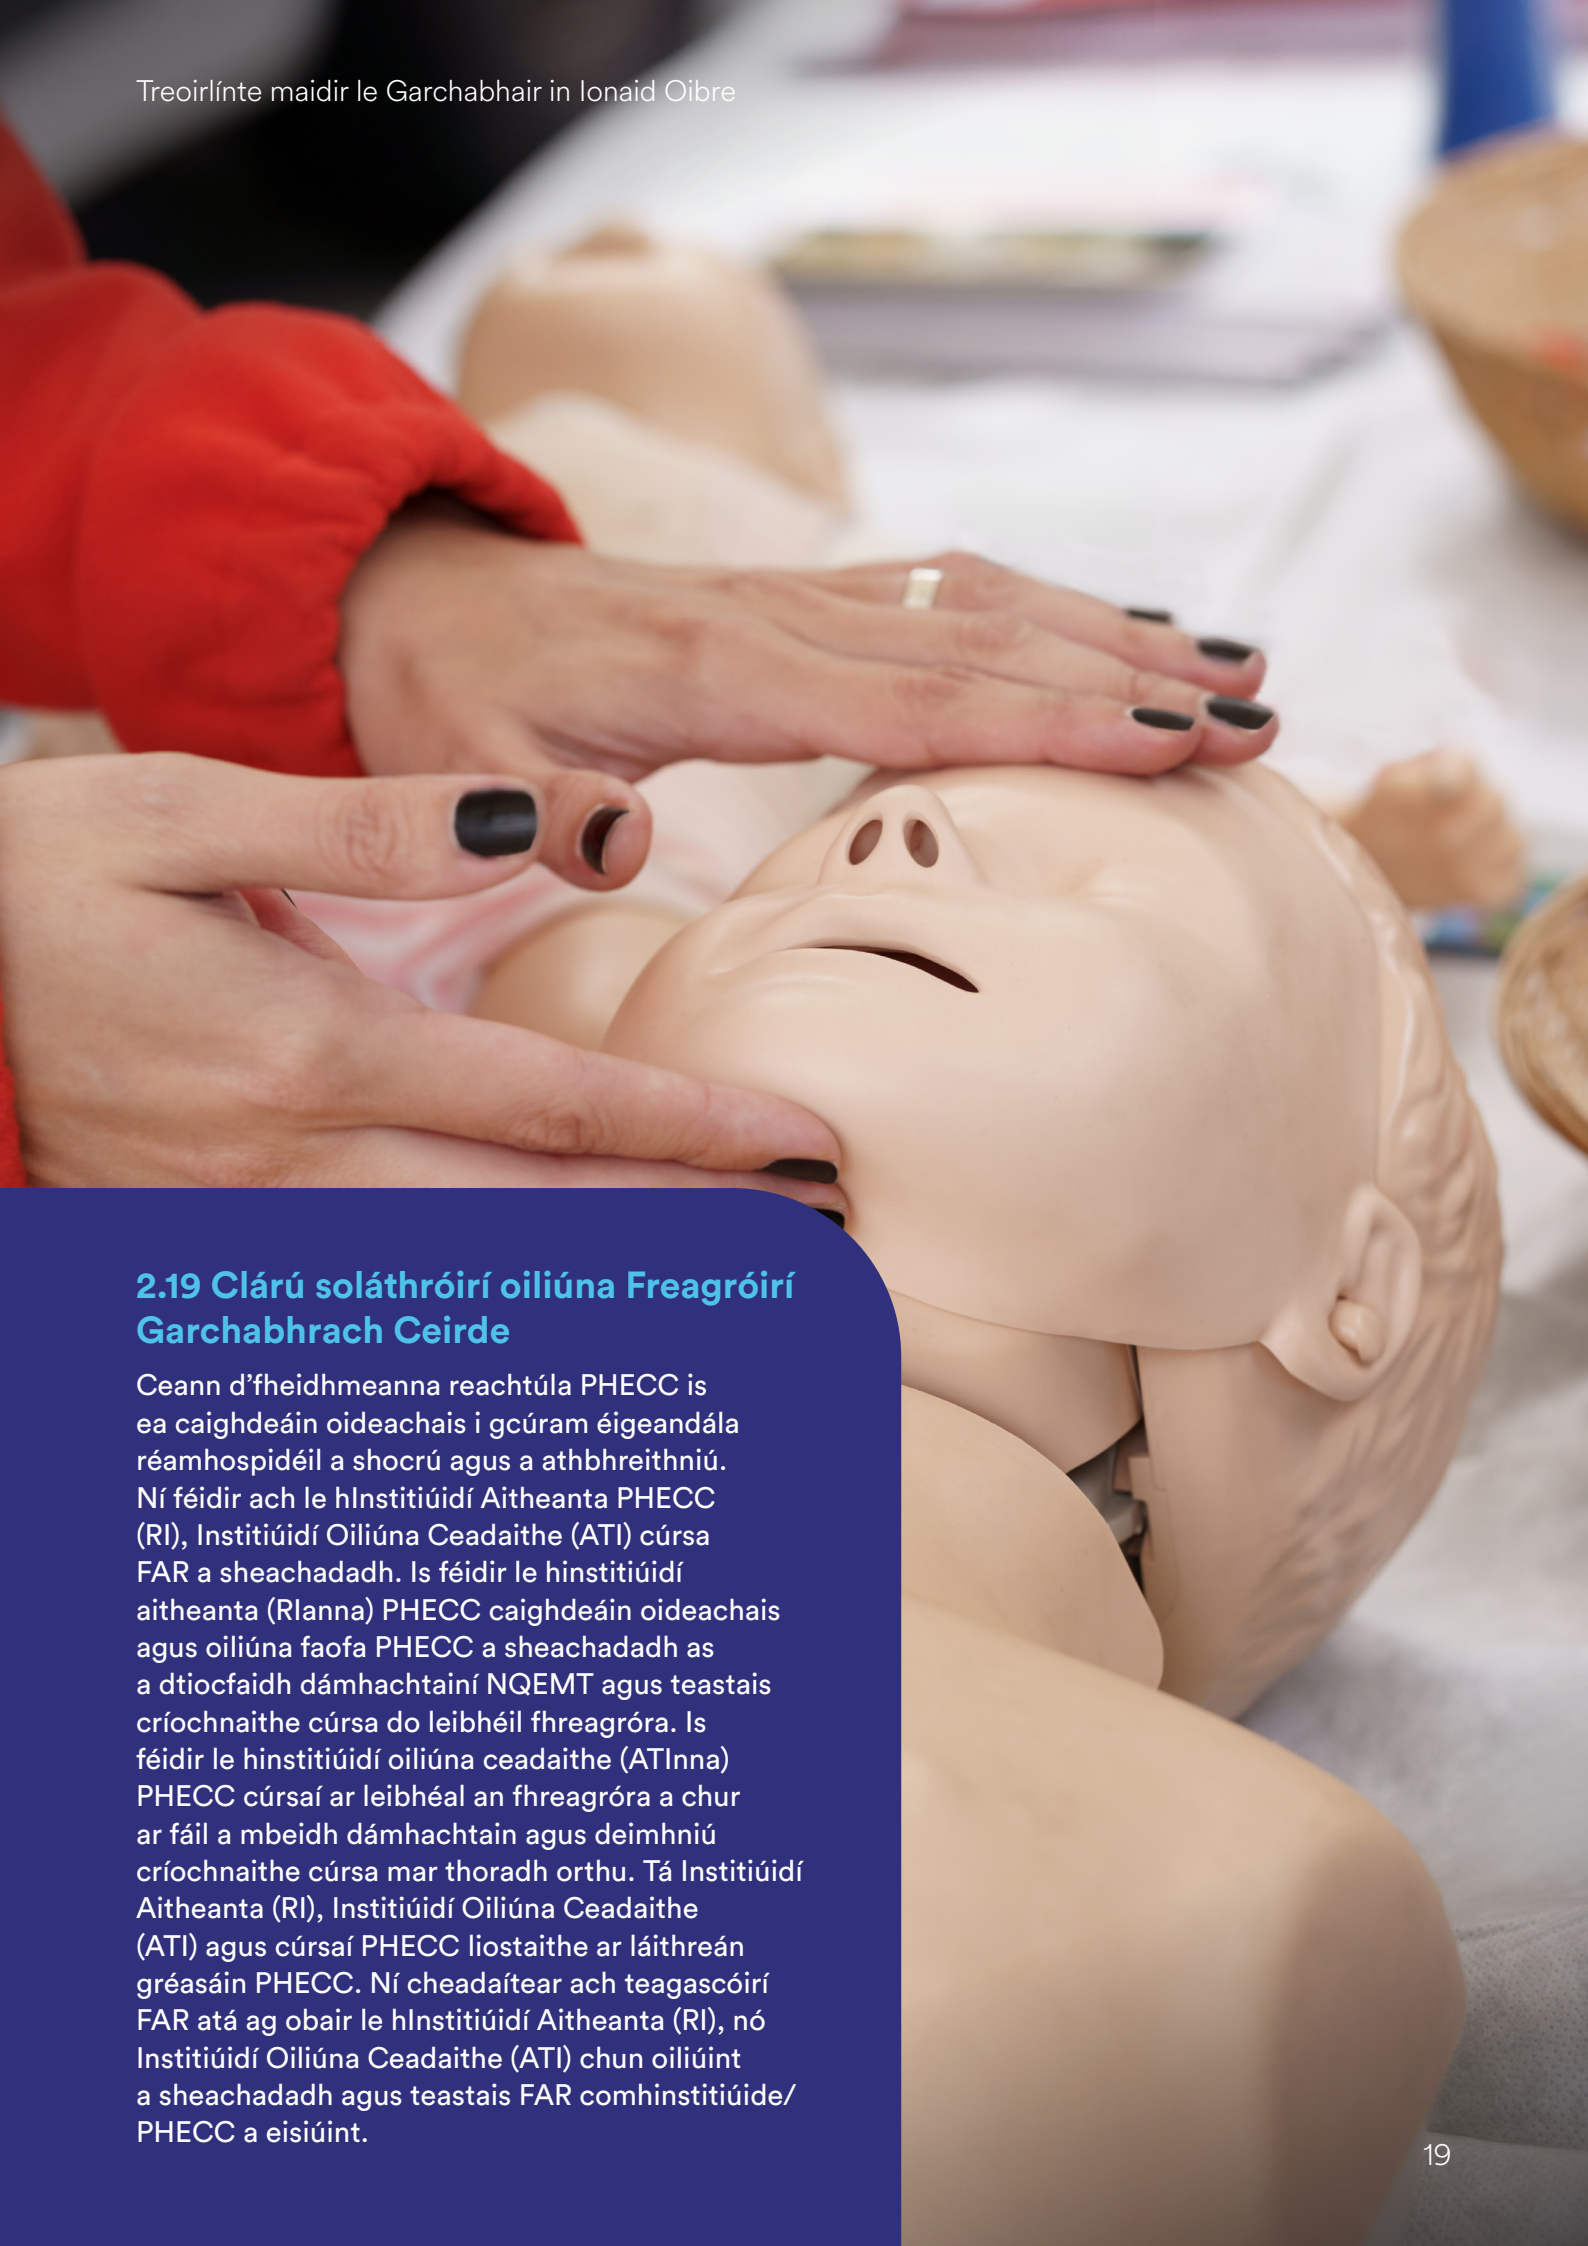 Treoirlínte maidir le Garchabhair in Ionaid Oibre
2.19 Clárú soláthróirí oiliúna Freagróirí
Garchabhrach Ceirde
Ceann d’fheidhmeanna reachtúla PHECC is
ea caighdeáin oideachais i gcúram éigeandála
réamhospidéil a shocrú agus a athbhreithniú.
Ní féidir ach le hInstitiúidí Aitheanta PHECC
(RI), Institiúidí Oiliúna Ceadaithe (ATI) cúrsa
FAR a sheachadadh. Is féidir le hinstitiúidí
aitheanta (RIanna) PHECC caighdeáin oideachais
agus oiliúna faofa PHECC a sheachadadh as
a dtiocfaidh dámhachtainí NQEMT agus teastais
críochnaithe cúrsa do leibhéil fhreagróra. Is
féidir le hinstitiúidí oiliúna ceadaithe (ATInna)
PHECC cúrsaí ar leibhéal an fhreagróra a chur
ar fáil a mbeidh dámhachtain agus deimhniú
críochnaithe cúrsa mar thoradh orthu. Tá Institiúidí
Aitheanta (RI), Institiúidí Oiliúna Ceadaithe
(ATI) agus cúrsaí PHECC liostaithe ar láithreán
gréasáin PHECC. Ní cheadaítear ach teagascóirí
FAR atá ag obair le hInstitiúidí Aitheanta (RI), nó
Institiúidí Oiliúna Ceadaithe (ATI) chun oiliúint
a sheachadadh agus teastais FAR comhinstitiúide/
PHECC a eisiúint.
19